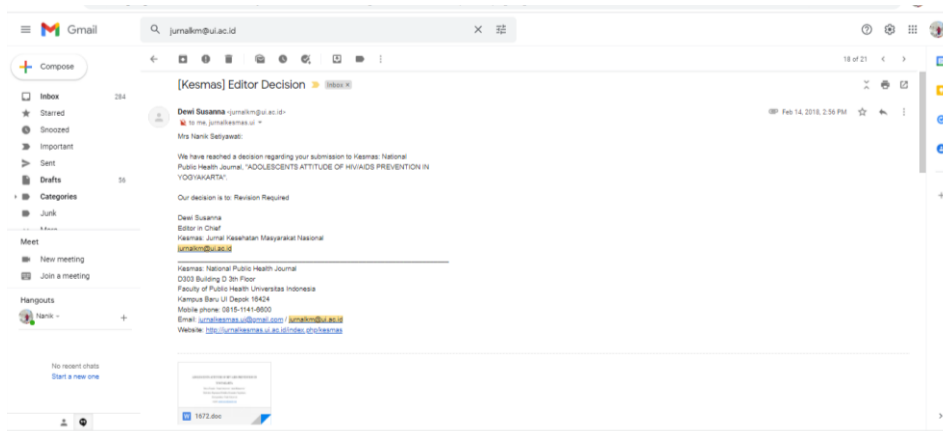 Gmail
jurnalkm@ui.ac.id
Compose
18 of 21
Inbox 284
Starred
Snoozed
Important
Sent
Drafts 56
Categories
Junk
More
Meet
New meeting
Join a meeting
Hangouts
Nanik
No recent chats
Start a new one
[Kesmas] Editor Decision Inbox x
Dewi Susanna <jurnalkm@ui.ac.id> Feb 14, 2018, 2:56 PM
to me, jurnalkesmas.ui
Mrs Nanik Setiyawati:
We have reached a decision regarding your submission to Kesmas: National
Public Health Journal, "ADOLESCENTS ATTITUDE OF HIV/AIDS PREVENTION IN
YOGYAKARTA".
Our decision is to: Revision Required
Dewi Susanna
Editor in Chief
Kesmas: Jurnal Kesehatan Masyarakat Nasional
jurnalkm@ui.ac.id
Kesmas: National Public Health Journal
D303 Building D 3th Floor
Faculty of Public Health Universitas Indonesia
Kampus Baru UI Depok 16424
Mobile phone: 0815-1141-6600
Email: jurnalkesmas.ui@gmail.com / jurnalkm@ui.ac.id
Website: http://jurnalkesmas.ui.ac.id/index.php/kesmas
W 1672.doc